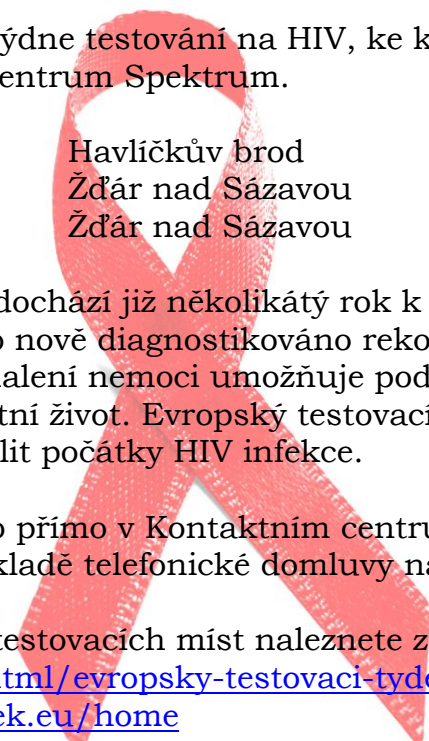 ýdne testování na HIV, ke k
entrum Spektrum.
Havlíčkův brod
Žďár nad Sázavou
Žďár nad Sázavou
dochází již několikátý rok k
o nově diagnostikováno reko
nalení nemoci umožňuje pod
tní život. Evropský testovací
lit počátky HIV infekce.
o přímo v Kontaktním centru
kladě telefonické domluvy na
testovacích míst naleznete z
html/evropsky-testovaci-tyde
ek.eu/home